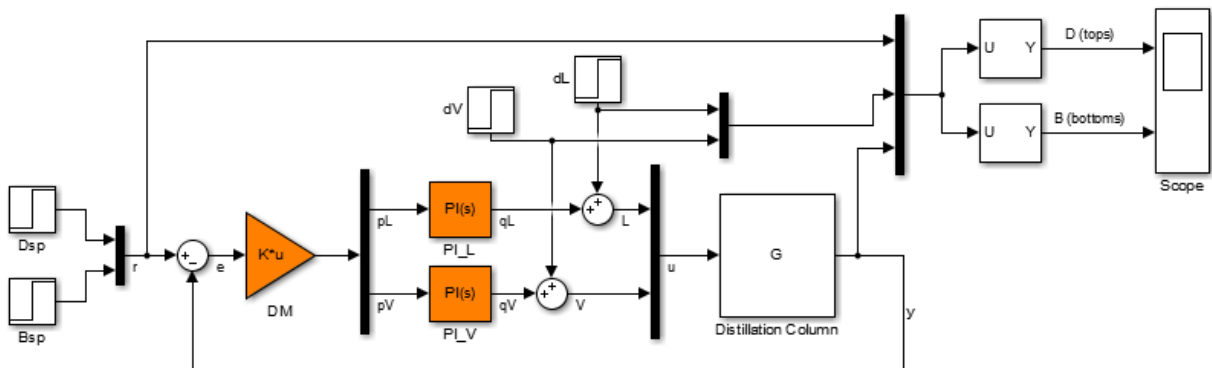 U
Y
D (tops)
dL
dV
U
Y
B (bottoms)
Scope
Dsp
r
+
−
e
K*u
DM
pL
PI(s)
PI_L
qL
+
+
L
u
G
Distillation Column
y
Bsp
pV
PI(s)
PI_V
qV
+
+
V